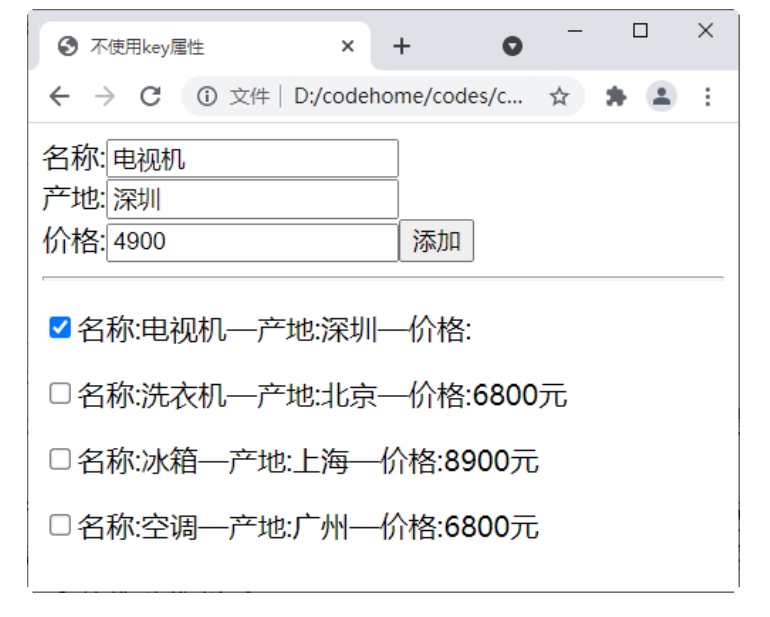 不使用key属性
文件 D:/codehome/codes/c...
名称:电视机
产地:深圳
价格:4900 添加
名称:电视机—产地:深圳—价格:
名称:洗衣机—产地:北京—价格:6800元
名称:冰箱—产地:上海—价格:8900元
名称:空调—产地:广州—价格:6800元